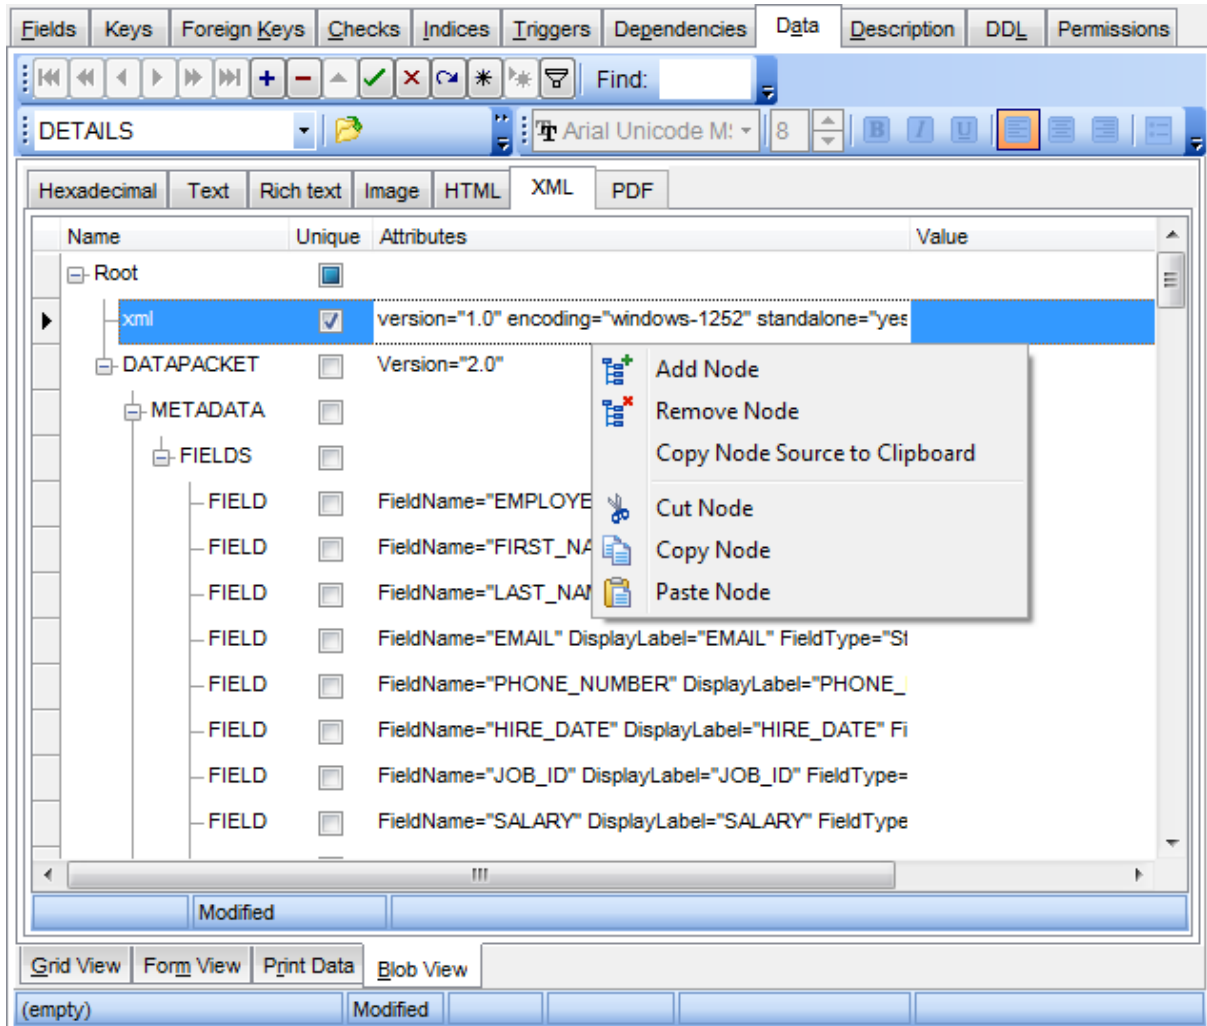 Fields Keys Foreign Keys Checks Indices Triggers Dependencies Data Description DDL Permissions
Find:
DETAILS Arial Unicode M 8 B I U
Hexadecimal Text Rich text Image HTML XML PDF
Name Unique Attributes Value
Root
xml version="1.0" encoding="windows-1252" standalone="yes
DATAPACKET Version="2.0"
Add Node
METADATA
Remove Node
FIELDS
Copy Node Source to Clipboard
FIELD FieldName="EMPLOYE
Cut Node
FIELD FieldName="FIRST_NA
Copy Node
FIELD FieldName="LAST_NAM
Paste Node
FIELD FieldName="EMAIL" DisplayLabel="EMAIL" FieldType="St
FIELD FieldName="PHONE_NUMBER" DisplayLabel="PHONE_
FIELD FieldName="HIRE_DATE" DisplayLabel="HIRE_DATE" Fi
FIELD FieldName="JOB_ID" DisplayLabel="JOB_ID" FieldType=
FIELD FieldName="SALARY" DisplayLabel="SALARY" FieldType
Modified
Grid View Form View Print Data Blob View
(empty) Modified